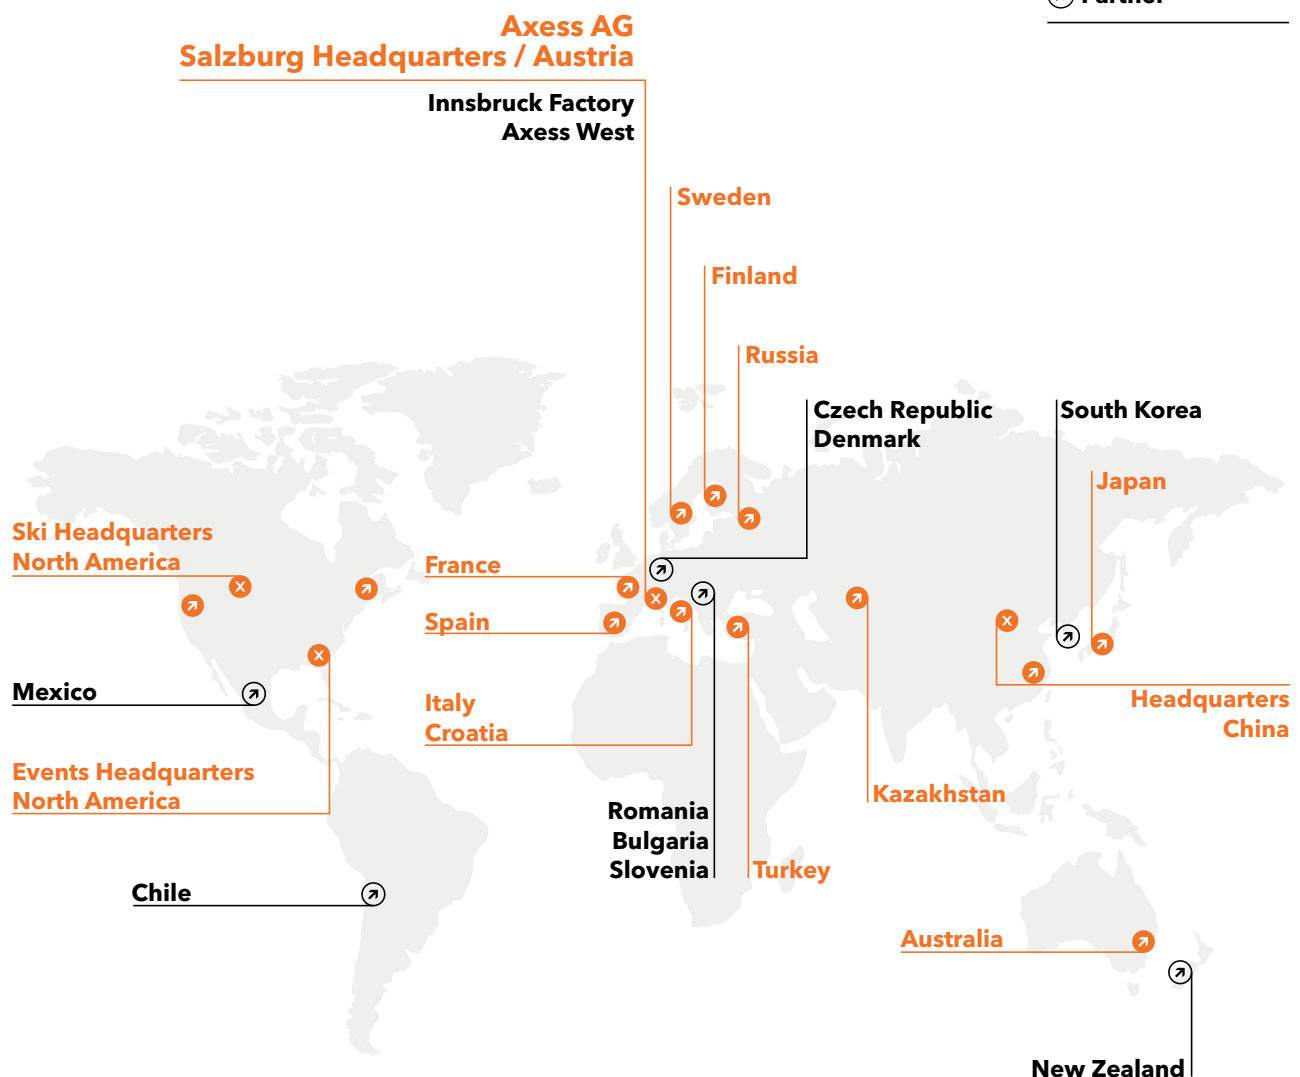 Partner
Axess AG
Salzburg Headquarters / Austria
Innsbruck Factory
Axess West
Sweden
Finland
Russia
Czech Republic
Denmark
South Korea
Japan
Ski Headquarters
North America
France
Spain
Mexico
Italy
Croatia
Headquarters
China
Events Headquarters
North America
Kazakhstan
Romania
Bulgaria
Slovenia
Turkey
Chile
Australia
New Zealand